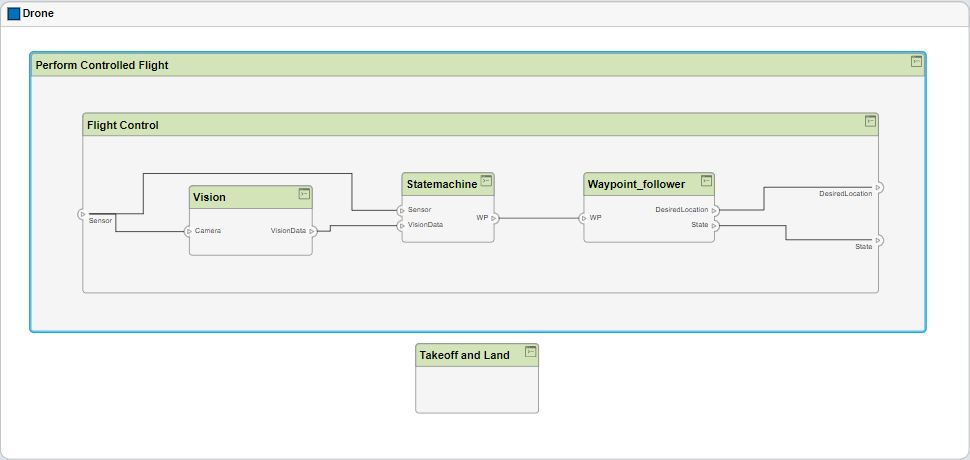 Drone
Perform Controlled Flight
Flight Control
Sensor
Vision
Camera
VisionData
Statemachine
Sensor
VisionData
WP
Waypoint_follower
WP
DesiredLocation
State
DesiredLocation
State
Takeoff and Land